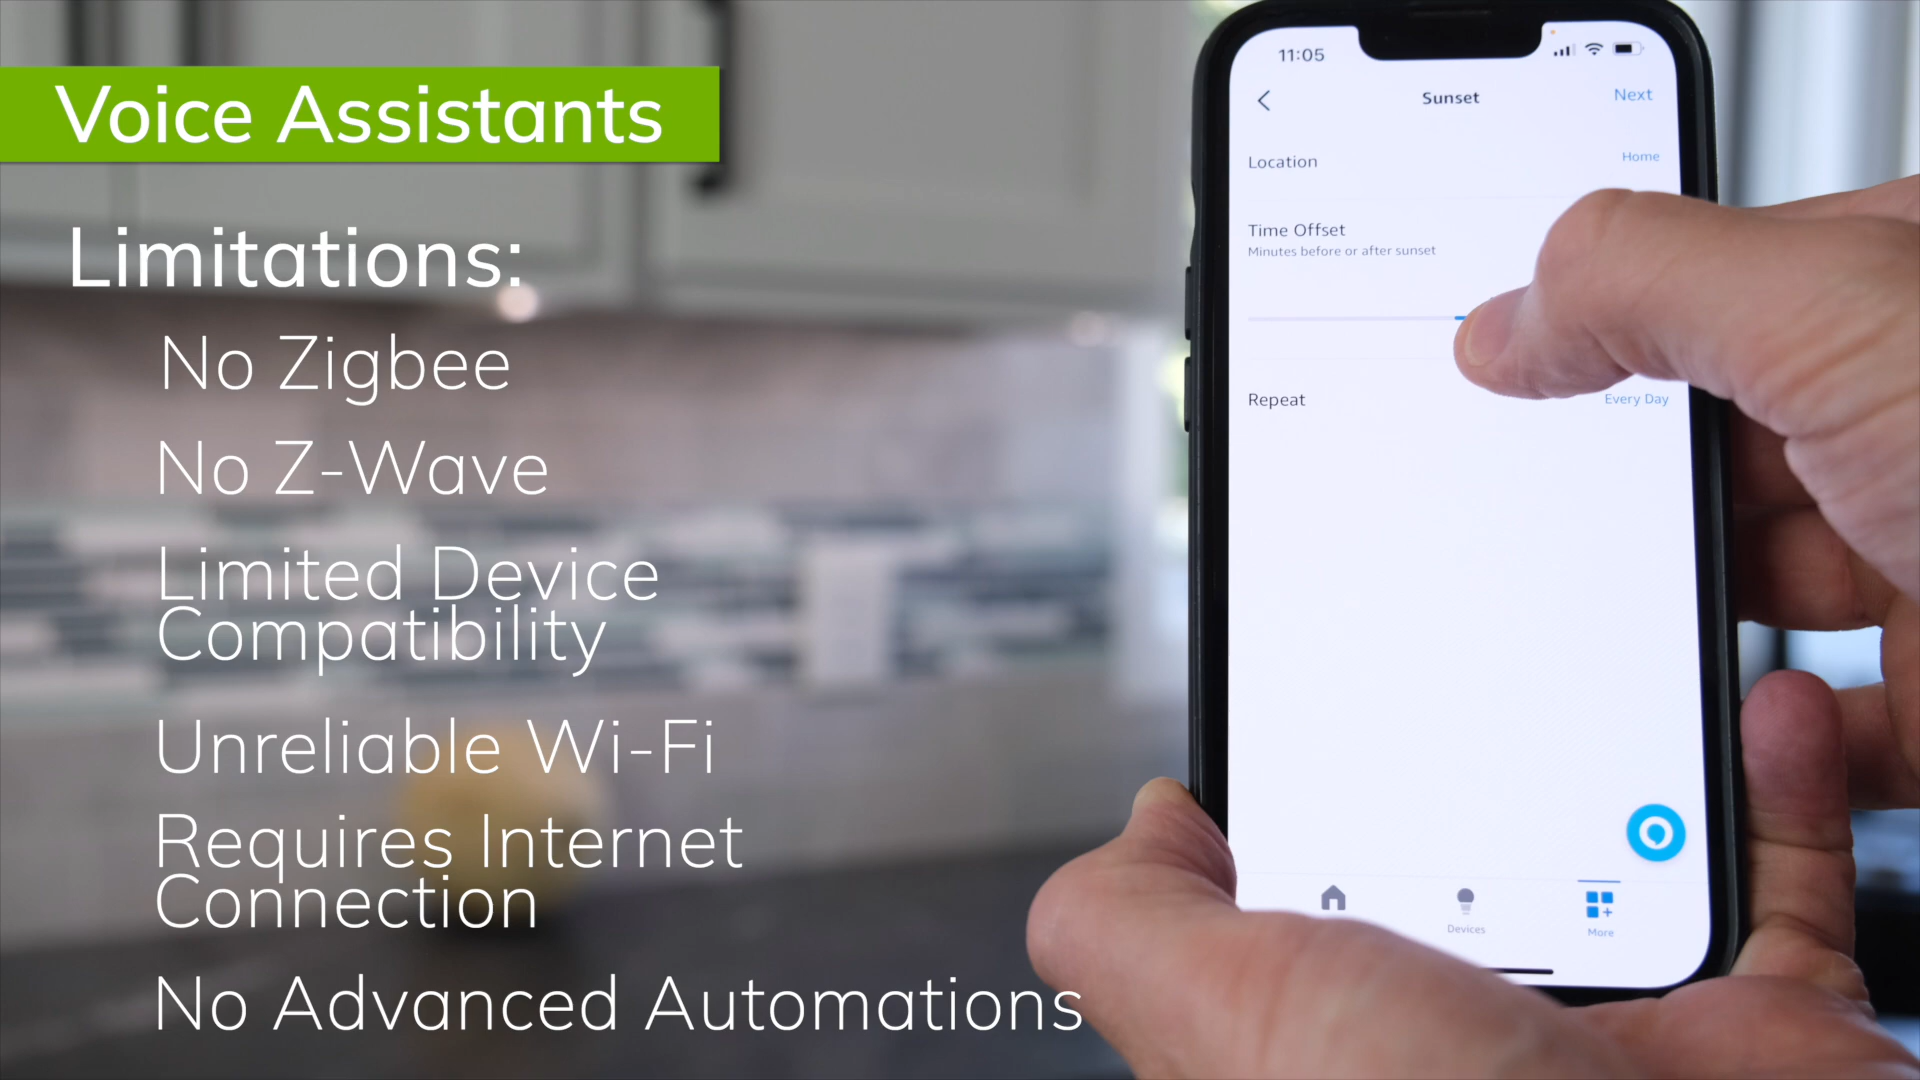 Voice Assistants
Limitations:
No Zigbee
No Z-Wave
Limited Device
Compatibility
Unreliable Wi-Fi
Requires Internet
Connection
No Advanced Automations
11:05
Sunset
Next
Location
Home
Time Offset
Minutes before or after sunset
Repeat
Every Day
Devices
More